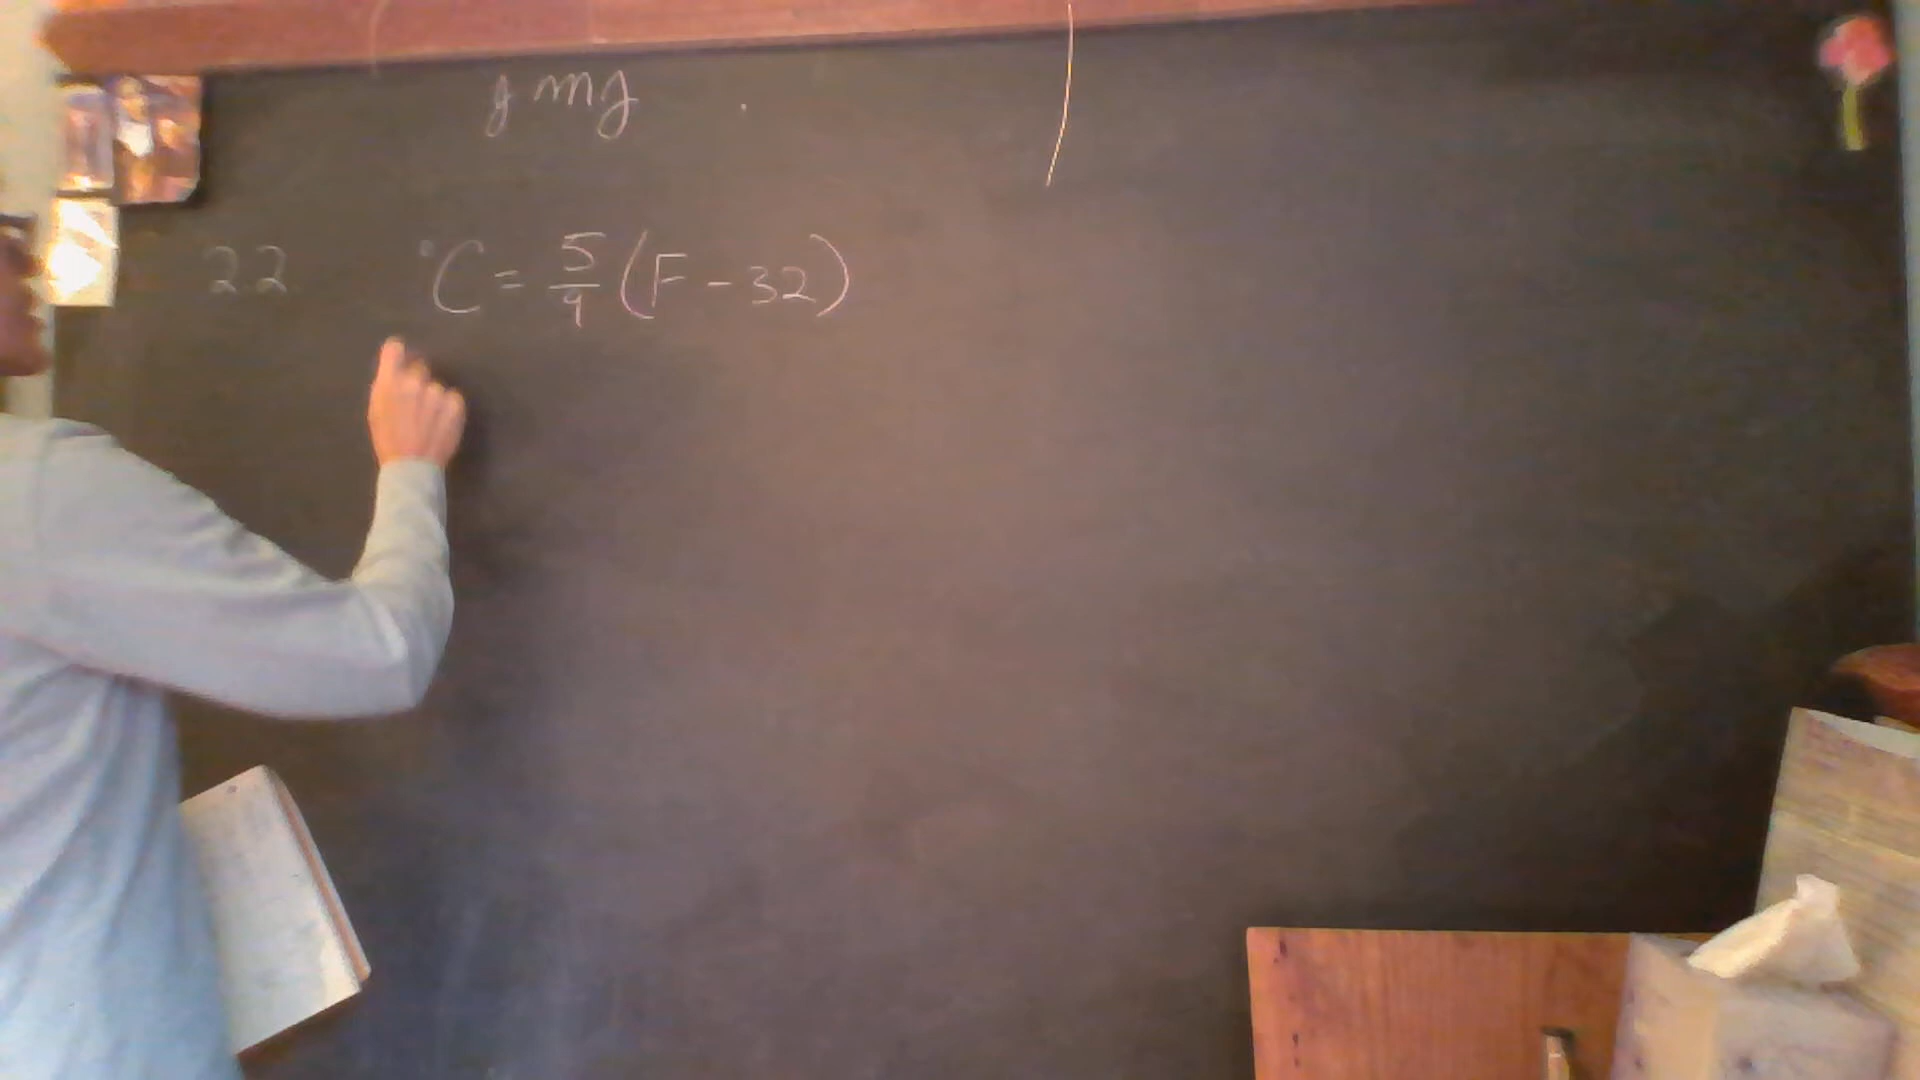 g mg .
22 °C = 5/9 (F - 32)